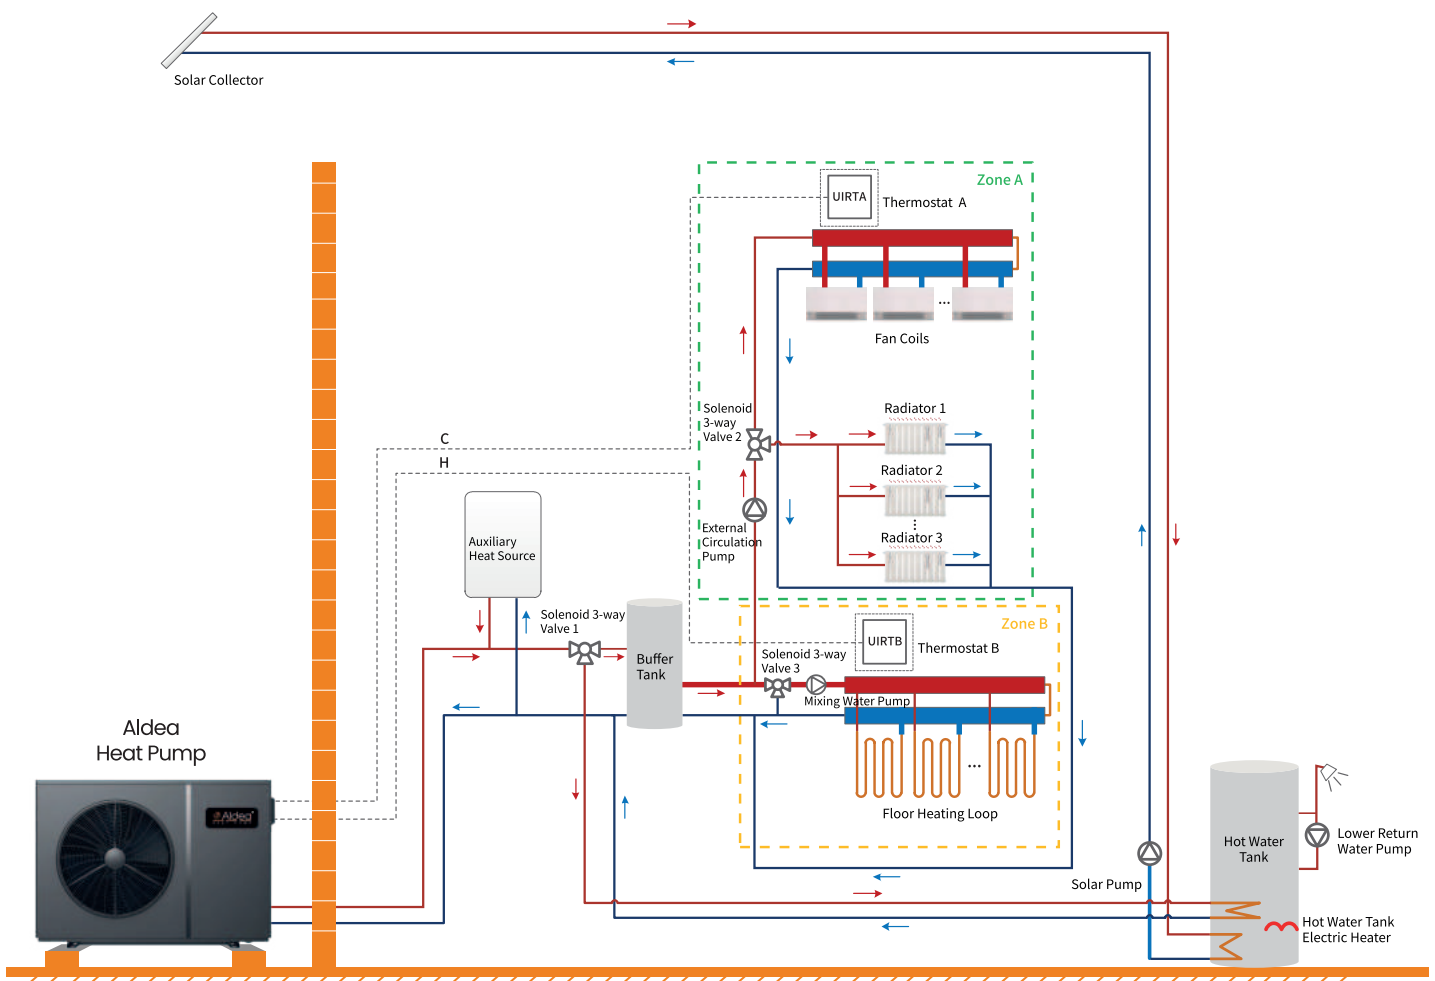 Solar Collector
Zone A
UIRTA
Thermostat A
Fan Coils
Solenoid
3-way
Valve 2
Radiator 1
Radiator 2
Radiator 3
C
H
External
Circulation
Pump
Auxiliary
Heat Source
Solenoid 3-way
Valve 1
Buffer
Tank
Zone B
UIRTB
Thermostat B
Solenoid 3-way
Valve 3
Mixing Water Pump
Floor Heating Loop
Aldea
Heat Pump
Aldea
Solar Pump
Hot Water
Tank
Lower Return
Water Pump
Hot Water Tank
Electric Heater